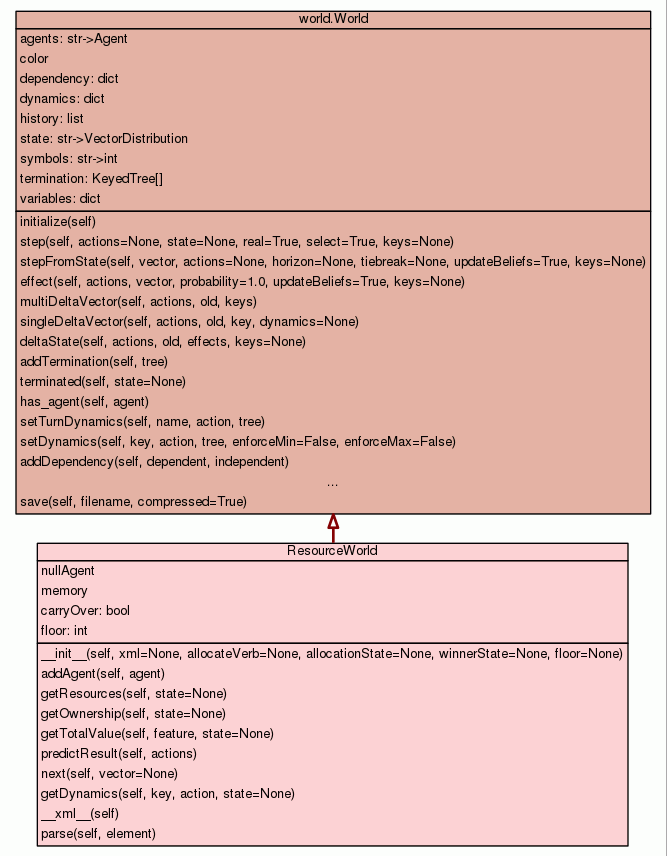 world.World
agents: str->Agent
color
dependency: dict
dynamics: dict
history: list
state: str->VectorDistribution
symbols: str->int
termination: KeyedTree[]
variables: dict
initialize(self)
step(self, actions=None, state=None, real=True, select=True, keys=None)
stepFromState(self, vector, actions=None, horizon=None, tiebreak=None, updateBeliefs=True, keys=None)
effect(self, actions, vector, probability=1.0, updateBeliefs=True, keys=None)
multiDeltaVector(self, actions, old, keys)
singleDeltaVector(self, actions, old, key, dynamics=None)
deltaState(self, actions, old, effects, keys=None)
addTermination(self, tree)
terminated(self, state=None)
has_agent(self, agent)
setTurnDynamics(self, name, action, tree)
setDynamics(self, key, action, tree, enforceMin=False, enforceMax=False)
addDependency(self, dependent, independent)
...
save(self, filename, compressed=True)
ResourceWorld
nullAgent
memory
carryOver: bool
floor: int
__init__(self, xml=None, allocateVerb=None, allocationState=None, winnerState=None, floor=None)
addAgent(self, agent)
getResources(self, state=None)
getOwnership(self, state=None)
getTotalValue(self, feature, state=None)
predictResult(self, actions)
next(self, vector=None)
getDynamics(self, key, action, state=None)
__xml__(self)
parse(self, element)